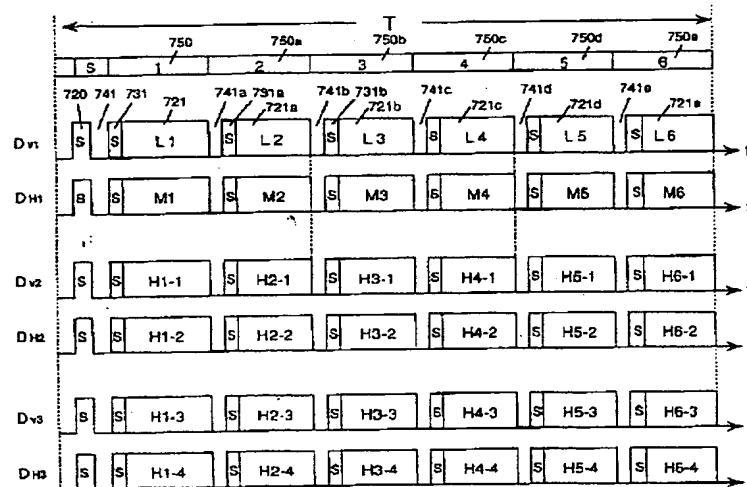 T
750 750a 750b 750c 750d 750e
S 1 2 3 4 5 6
720 741 731 721 741a 731a 721a 741b 731b 721b 741c 721c 741d 721d 741e 721e
DV1 S S L1 S L2 S L3 S L4 S L5 S L6 t
DH1 S S M1 S M2 S M3 S M4 S M5 S M6
DV2 S S H1-1 S H2-1 S H3-1 S H4-1 S H5-1 S H6-1
DH2 S S H1-2 S H2-2 S H3-2 S H4-2 S H5-2 S H6-2
DV3 S S H1-3 S H2-3 S H3-3 S H4-3 S H5-3 S H6-3
DH3 S S H1-4 S H2-4 S H3-4 S H4-4 S H5-4 S H6-4